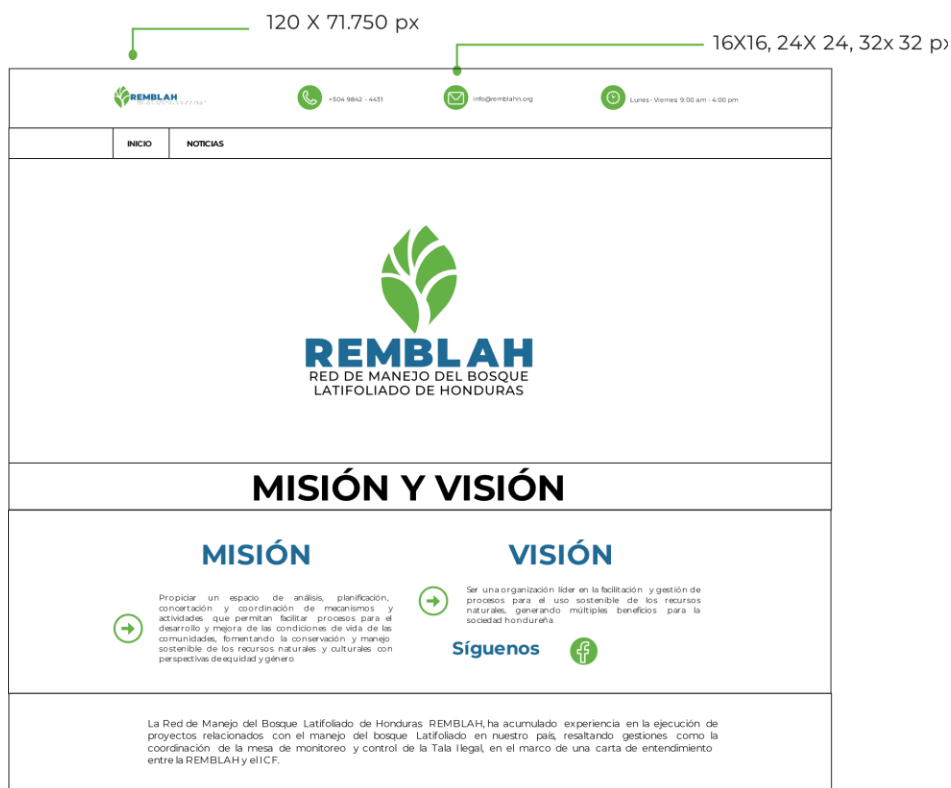 120 X 71.750 px
16X16, 24X 24, 32x 32 px
REMBLAH
+504 9842 - 4431
info@remblahn.org
Lunes- Viernes 9:00 am - 4:00 pm
INICIO
NOTICIAS
REMBLAH
RED DE MANEJO DEL BOSQUE
LATIFOLIADO DE HONDURAS
MISIÓN Y VISIÓN
MISIÓN
Propiciar un espacio de análisis, planificación,
concertación y coordinación de mecanismos y
actividades que permitan facilitar procesos para el
desarrollo y mejora de las condiciones de vida de las
comunidades, fomentando la conservación y manejo
sostenible de los recursos naturales y culturales con
perspectivas de equidad y género
VISIÓN
Ser una organización líder en la facilitación y gestión de
procesos para el uso sostenible de los recursos
naturales, generando múltiples beneficios para la
sociedad hondureña
Síguenos
La Red de Manejo del Bosque Latifoliado de Honduras REMBLAH, ha acumulado experiencia en la ejecución de
proyectos relacionados con el manejo del bosque Latifoliado en nuestro país, resaltando gestiones como la
coordinación de la mesa de monitoreo y control de la Tala Ilegal, en el marco de una carta de entendimiento
entre la REMBLAH y el ICF.